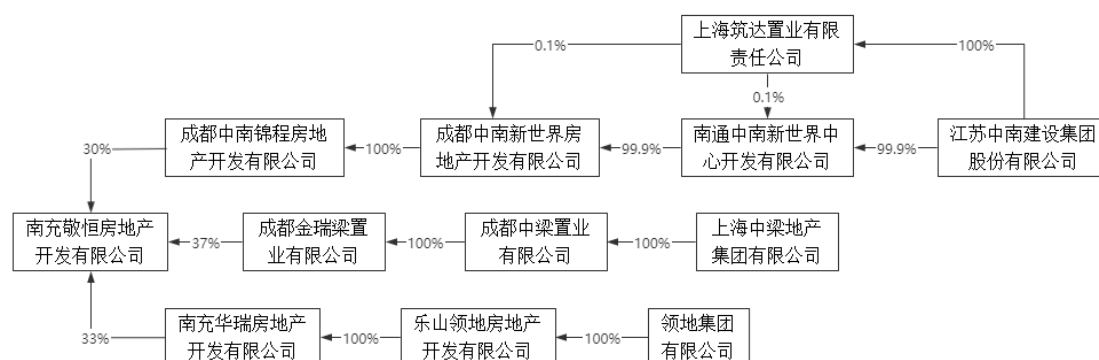 上海筑达置业有限
责任公司
0.1%
100%
0.1%
成都中南锦程房地
产开发有限公司
成都中南新世界房
地产开发有限公司
南通中南新世界中
心开发有限公司
江苏中南建设集团
股份有限公司
30%
100%
99.9%
99.9%
南充敬恒房地产
开发有限公司
成都金瑞梁置
业有限公司
成都中梁置业
有限公司
上海中梁地产
集团有限公司
37%
100%
100%
南充华瑞房地产
开发有限公司
乐山领地房地产
开发有限公司
领地集团
有限公司
33%
100%
100%